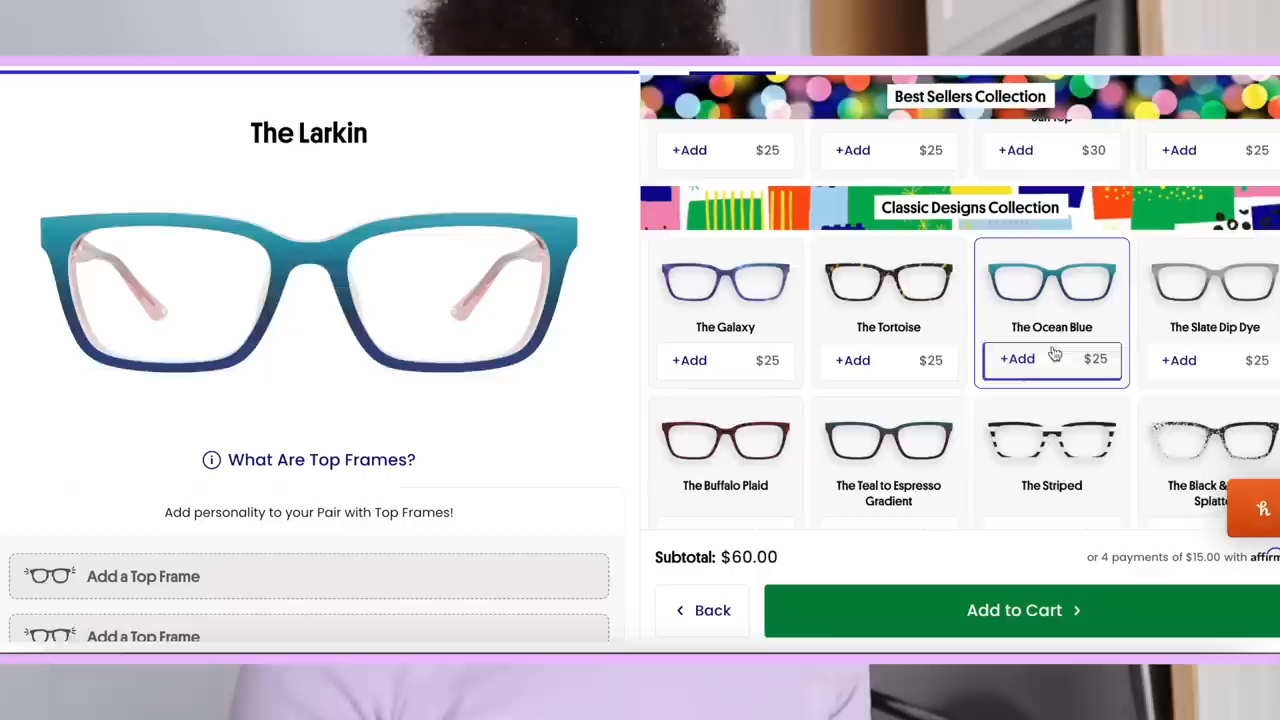 The Larkin
What Are Top Frames?
Add personality to your Pair with Top Frames!
Add a Top Frame
Add a Top Frame
Best Sellers Collection
+Add $25
+Add $25
+Add $30
+Add $25
Classic Designs Collection
The Galaxy
+Add $25
The Tortoise
+Add $25
The Ocean Blue
+Add $25
The Slate Dip Dye
+Add $25
The Buffalo Plaid
The Teal to Espresso
Gradient
The Striped
The Black &
Subtotal: $60.00
or 4 payments of $15.00 with affirm
Back
Add to Cart